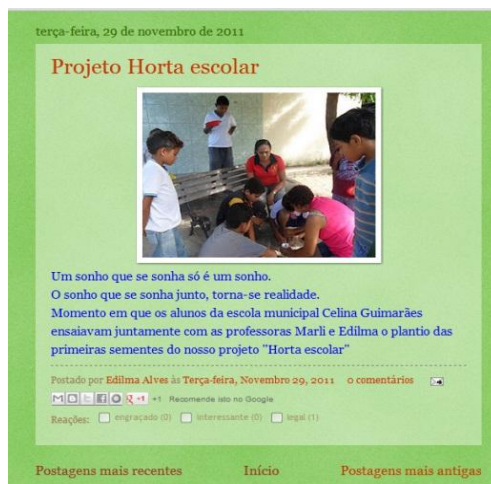 terça-feira, 29 de novembro de 2011
Projeto Horta escolar
Um sonho que se sonha só é um sonho.
O sonho que se sonha junto, torna-se realidade.
Momento em que os alunos da escola municipal Celina Guimarães
ensaiavam juntamente com as professoras Marli e Edilma o plantio das
primeiras sementes do nosso projeto "Horta escolar"
Postado por Edilma Alves às Terça-feira, Novembro 29, 2011 0 comentários
+1 +1 Recomende isto no Google
Reações: engraçado (0) interessante (0) legal (1)
Postagens mais recentes Início Postagens mais antigas